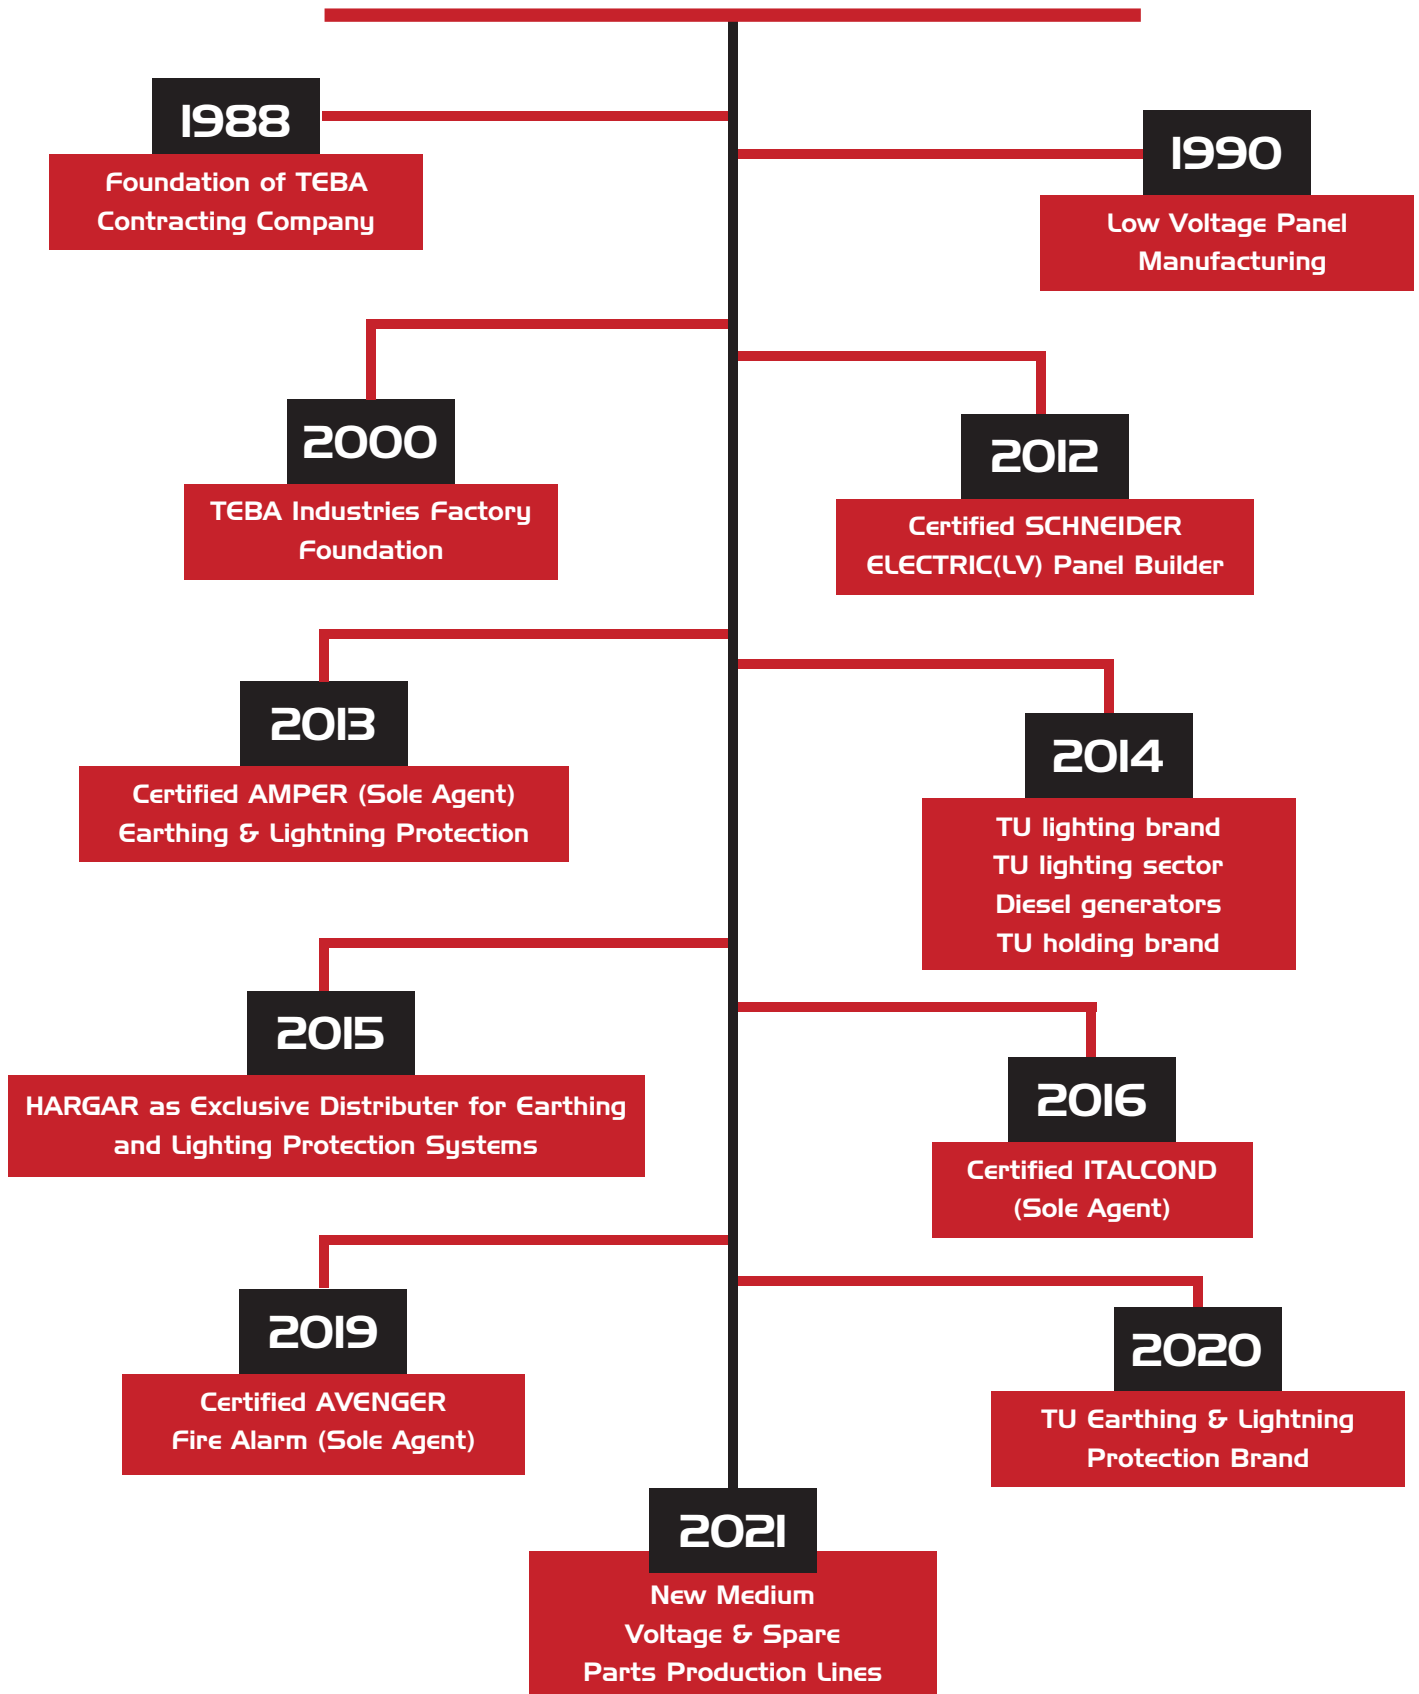 1988
Foundation of TEBA
Contracting Company
1990
Low Voltage Panel
Manufacturing
2000
TEBA Industries Factory
Foundation
2012
Certified SCHNEIDER
ELECTRIC(LV) Panel Builder
2013
Certified AMPER (Sole Agent)
Earthing & Lightning Protection
2014
TU lighting brand
TU lighting sector
Diesel generators
TU holding brand
2015
HARGAR as Exclusive Distributer for Earthing
and Lighting Protection Systems
2016
Certified ITALCOND
(Sole Agent)
2019
Certified AVENGER
Fire Alarm (Sole Agent)
2020
TU Earthing & Lightning
Protection Brand
2021
New Medium
Voltage & Spare
Parts Production Lines